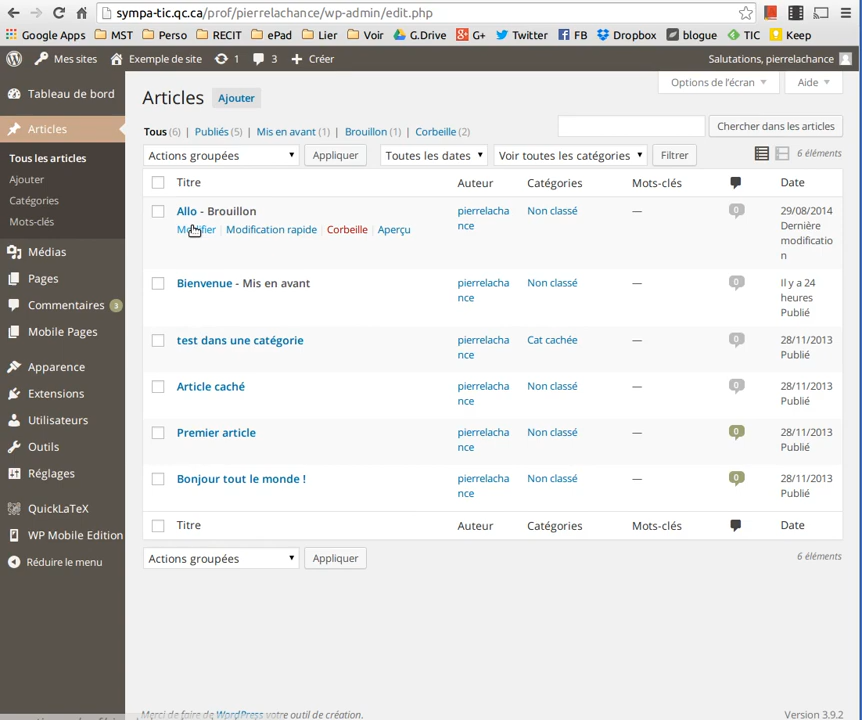 sympa-tic.qc.ca/prof/pierrelachance/wp-admin/edit.php
Google Apps MST Perso RECIT ePad Lier Voir G.Drive G+ Twitter FB Dropbox blogue TIC Keep
Mes sites Exemple de site 1 3 + Créer Salutations, pierrelachance
Tableau de bord
Articles
Tous les articles
Ajouter
Catégories
Mots-clés
Médias
Pages
Commentaires 3
Mobile Pages
Apparence
Extensions
Utilisateurs
Outils
Réglages
QuickLaTeX
WP Mobile Edition
Réduire le menu
Options de l'écran Aide
Articles Ajouter
Tous (6) | Publiés (5) | Mis en avant (1) | Brouillon (1) | Corbeille (2)
Chercher dans les articles
Actions groupées Appliquer Toutes les dates Voir toutes les catégories Filtrer 6 éléments
Titre Auteur Catégories Mots-clés Date
Allo - Brouillon pierrelacha Non classé — 0 29/08/2014
nce Dernière
modificatio
n
Modifier | Modification rapide | Corbeille | Aperçu
Bienvenue - Mis en avant pierrelacha Non classé — 0 Il y a 24
nce heures
Publié
test dans une catégorie pierrelacha Cat cachée — 0 28/11/2013
nce Publié
Article caché pierrelacha Non classé — 0 28/11/2013
nce Publié
Premier article pierrelacha Non classé — 0 28/11/2013
nce Publié
Bonjour tout le monde ! pierrelacha Non classé — 0 28/11/2013
nce Publié
Titre Auteur Catégories Mots-clés Date
Actions groupées Appliquer 6 éléments
Merci de faire de WordPress votre outil de création. Version 3.9.2